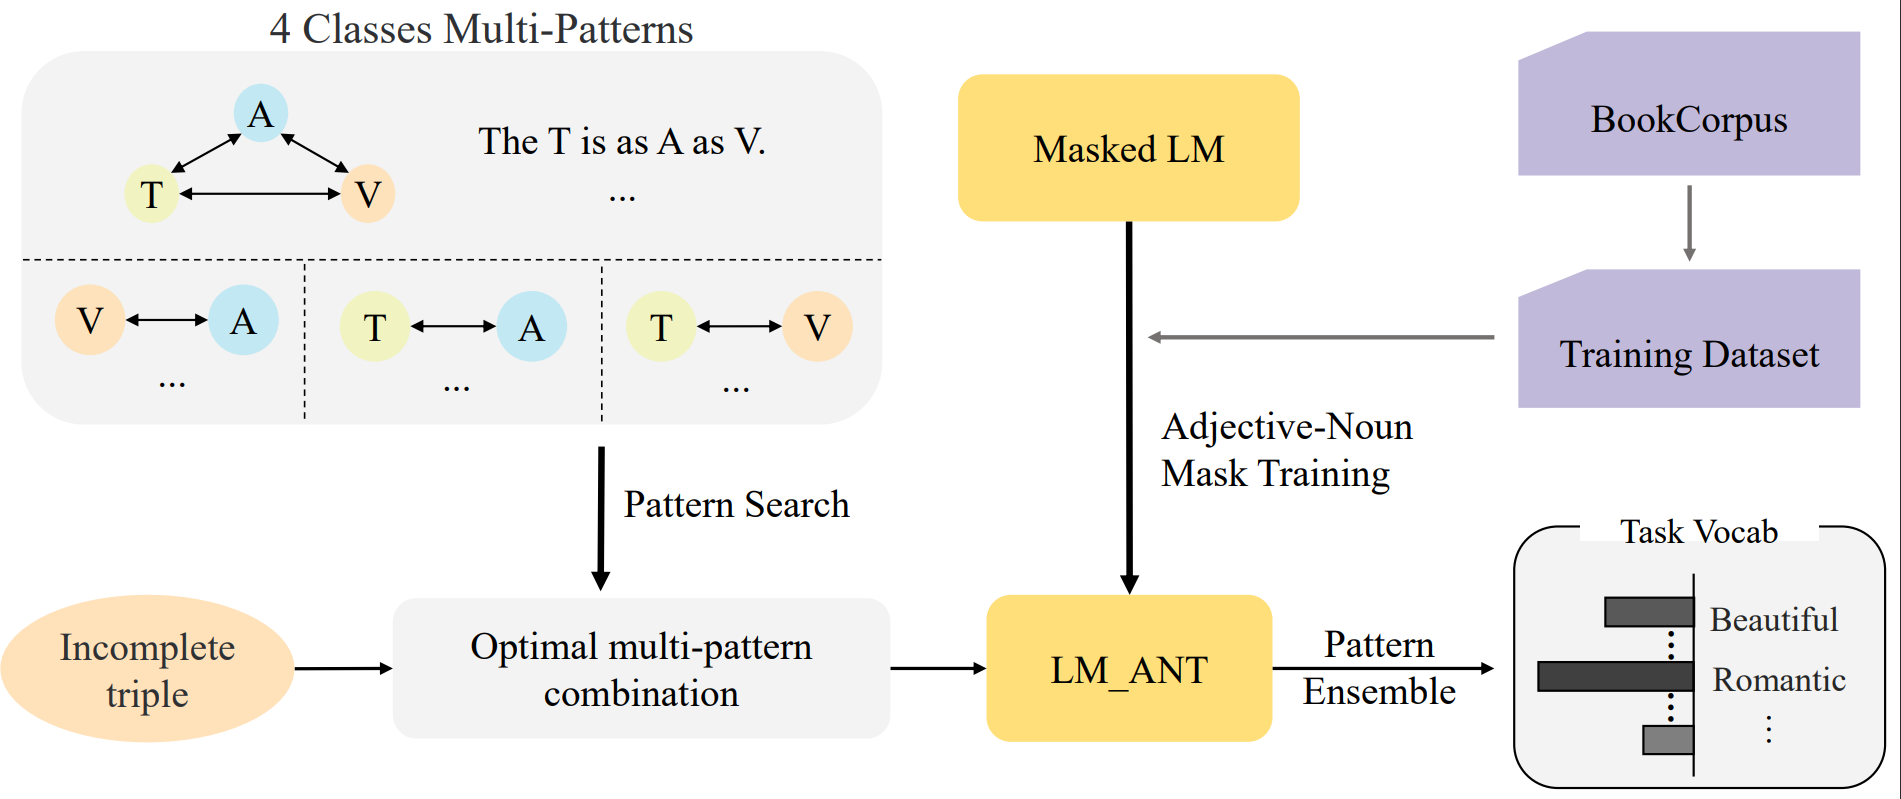 4 Classes Multi-Patterns
A
T
V
The T is as A as V.
...
V
A
...
T
A
...
T
V
...
Pattern Search
Incomplete
triple
Optimal multi-pattern
combination
Masked LM
Adjective-Noun
Mask Training
LM_ANT
BookCorpus
Training Dataset
Pattern
Ensemble
Task Vocab
Beautiful
Romantic
⋮